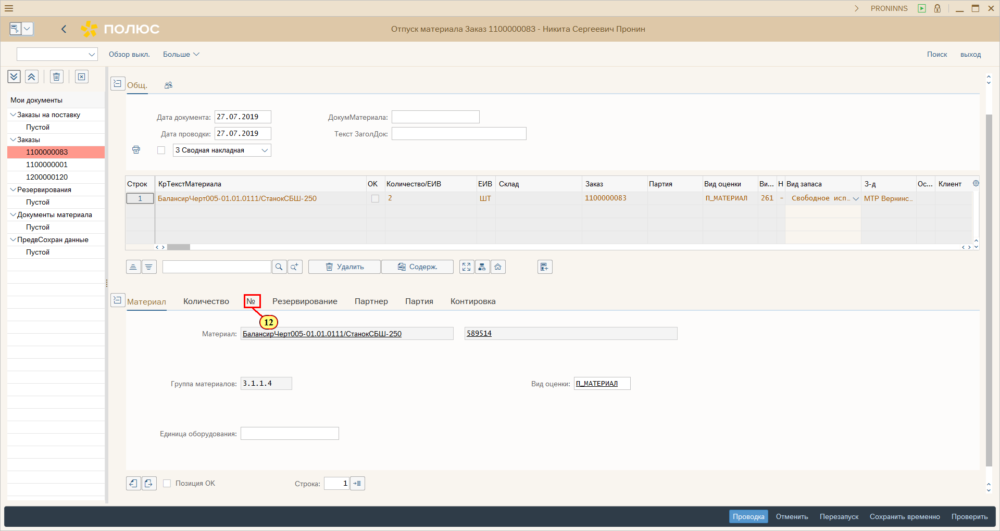 PRONINNS
ПОЛЮС
Отпуск материала Заказ 1100000083 - Никита Сергеевич Пронин
Обзор выкл. Больше Поиск выход
Мои документы
Заказы на поставку
Пустой
Заказы
1100000083
1100000001
1200000120
Резервирования
Пустой
Документы материала
Пустой
ПредвСохран данные
Пустой
Общ.
Дата документа: 27.07.2019 ДокумМатериала:
Дата проводки: 27.07.2019 Текст ЗаголДок:
3 Сводная накладная
Строк КрТекстМатериала OK Количество/ЕИВ ЕИВ Склад Заказ Партия Вид оценки Ви... Н Вид запаса З-д Ос... Клиент
1 БалансирЧерт005-01.01.0111/СтанокСБШ-250 2 ШТ 1100000083 П_МАТЕРИАЛ 261 - Свободное исп… МТР Вернинс…
Удалить Содерж.
Материал Количество № Резервирование Партнер Партия Контировка
12
Материал: БалансирЧерт005-01.01.0111/СтанокСБШ-250 589514
Группа материалов: 3.1.1.4 Вид оценки: П_МАТЕРИАЛ
Единица оборудования:
Позиция ОК Строка: 1
Проводка Отменить Перезапуск Сохранить временно Проверить